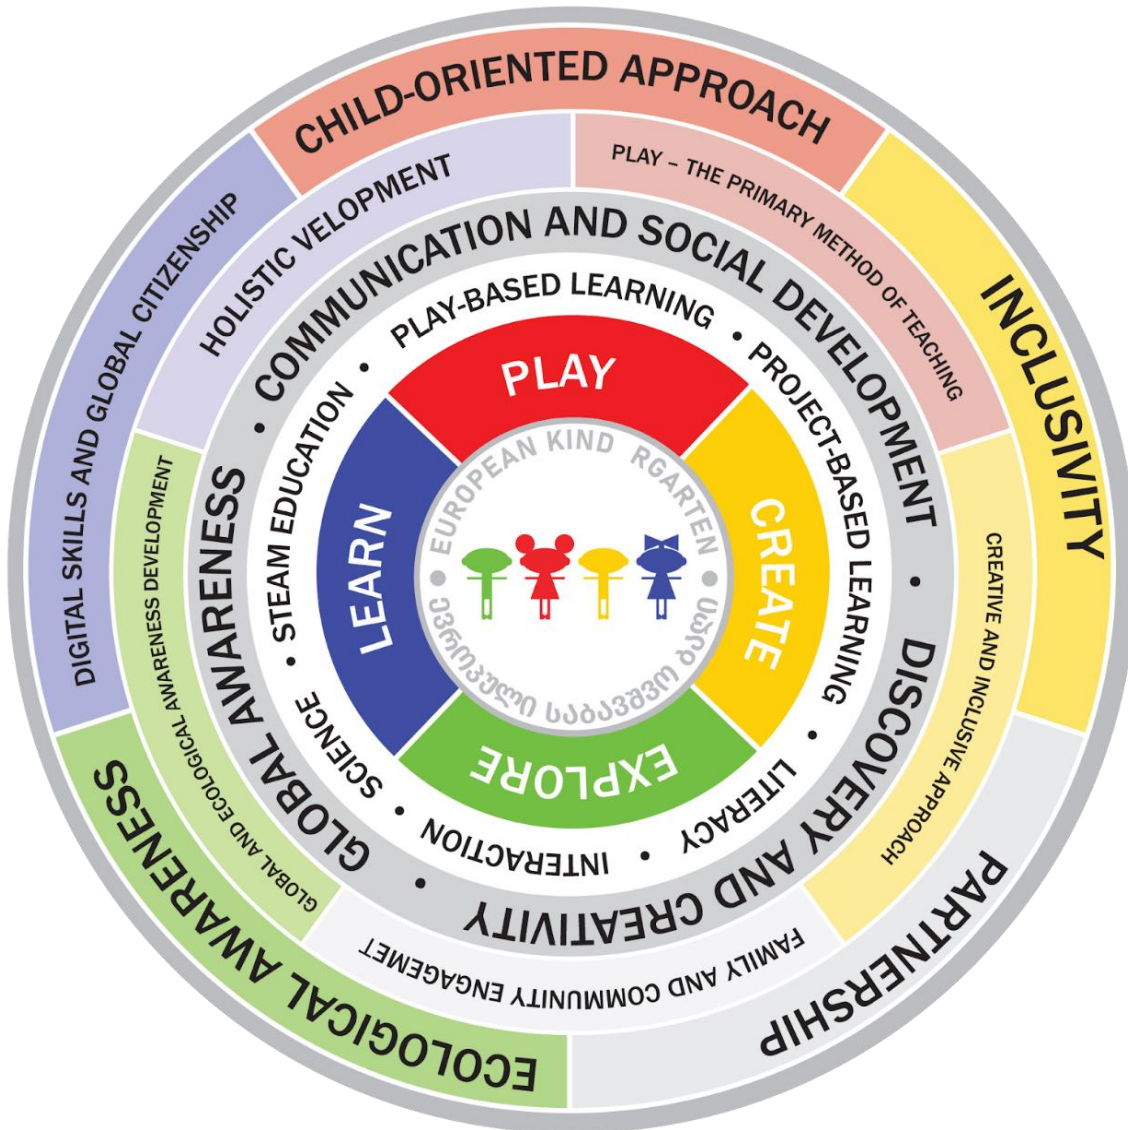 CHILD-ORIENTED APPROACH
INCLUSIVITY
PARTNERSHIP
ECOLOGICAL AWARENESS
DIGITAL SKILLS AND GLOBAL CITIZENSHIP
HOLISTIC VELOPMENT
PLAY – THE PRIMARY METHOD OF TEACHING
CREATIVE AND INCLUSIVE APPROACH
FAMILY AND COMMUNITY ENGAGEMET
GLOBAL AND ECOLOGICAL AWARENESS DEVELOPMENT
• COMMUNICATION AND SOCIAL DEVELOPMENT
• DISCOVERY AND CREATIVITY
• GLOBAL AWARENESS
• PLAY-BASED LEARNING
• PROJECT-BASED LEARNING
• LITERACY
• INTERACTION
• SCIENCE
• STEAM EDUCATION
PLAY
CREATE
EXPLORE
LEARN
• EUROPEAN KIND RGARTEN •
ევროპული საბავშვო ბაღი